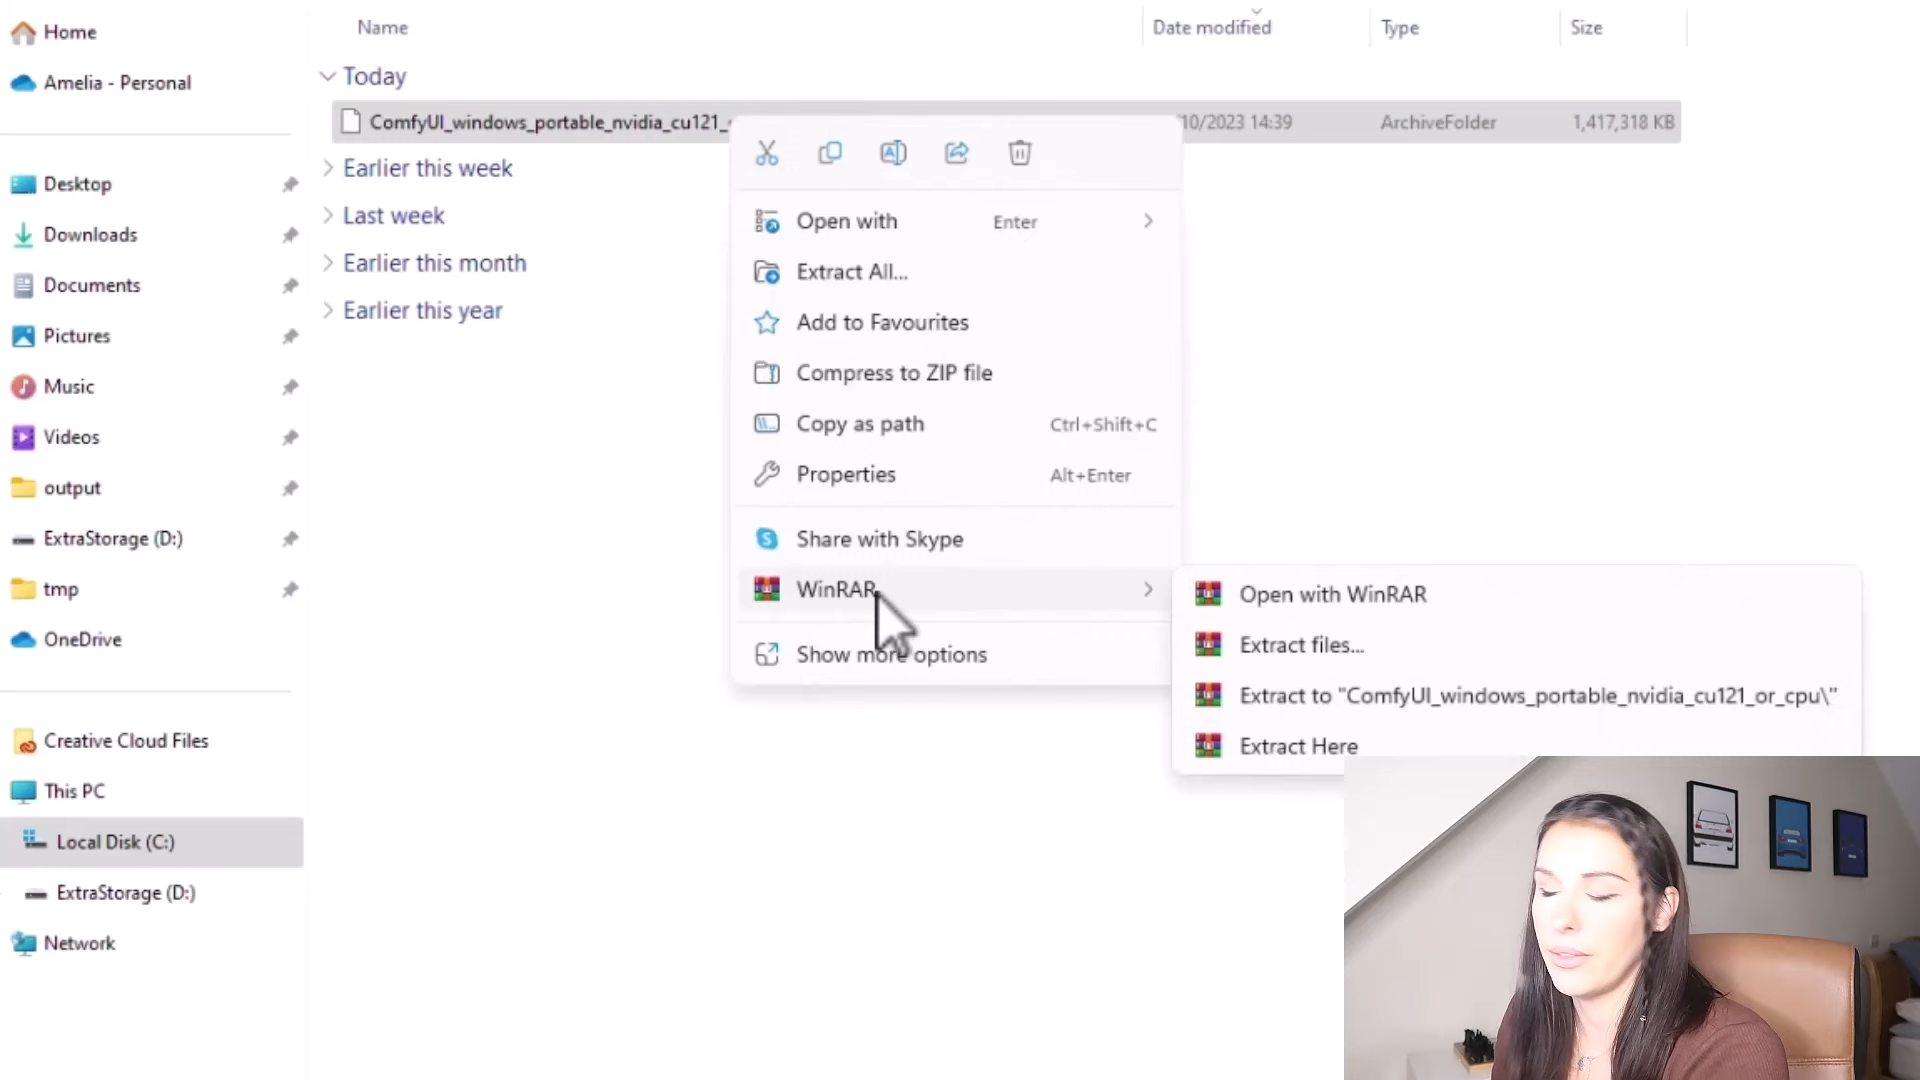 Home
Amelia - Personal
Desktop
Downloads
Documents
Pictures
Music
Videos
output
ExtraStorage (D:)
tmp
OneDrive
Creative Cloud Files
This PC
Local Disk (C:)
ExtraStorage (D:)
Network
Name Date modified Type Size
Today
ComfyUI_windows_portable_nvidia_cu121_ /10/2023 14:39 ArchiveFolder 1,417,318 KB
Earlier this week
Last week
Earlier this month
Earlier this year
Open with Enter
Extract All...
Add to Favourites
Compress to ZIP file
Copy as path Ctrl+Shift+C
Properties Alt+Enter
Share with Skype
WinRAR
Show more options
Open with WinRAR
Extract files...
Extract to "ComfyUI_windows_portable_nvidia_cu121_or_cpu\"
Extract Here